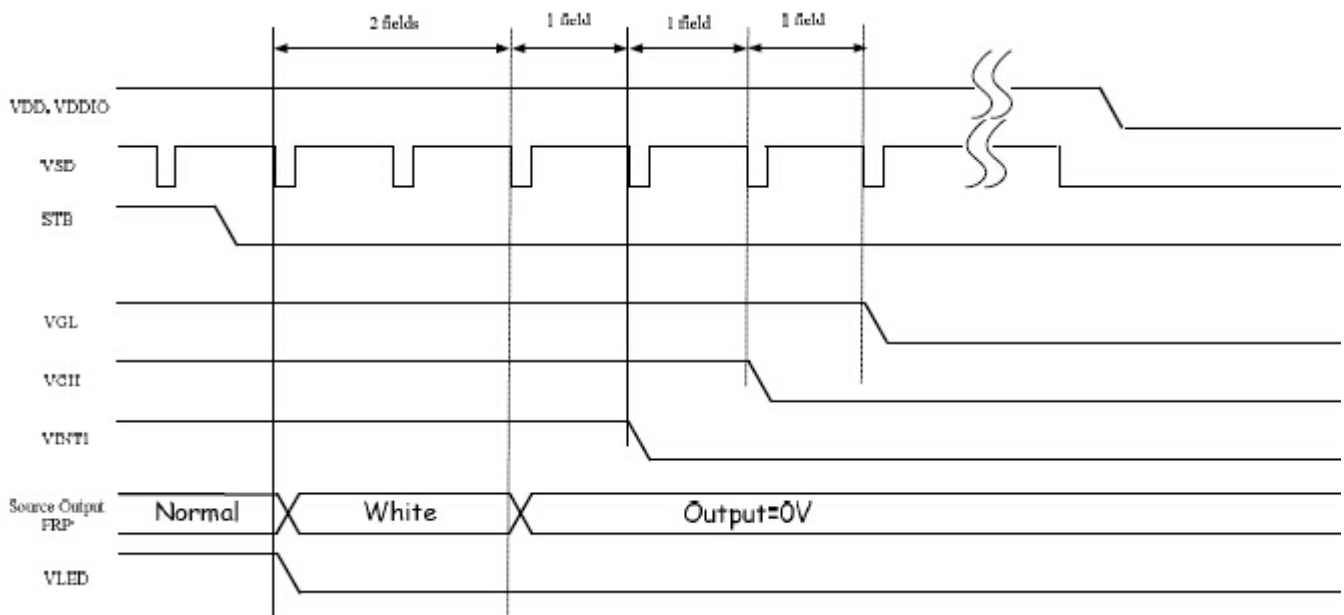 2 fields
1 field
1 field
1 field
VDD, VDDIO
VSD
STB
VGL
VGH
Source Output
FRP
Normal
White
Output=0V
VLED